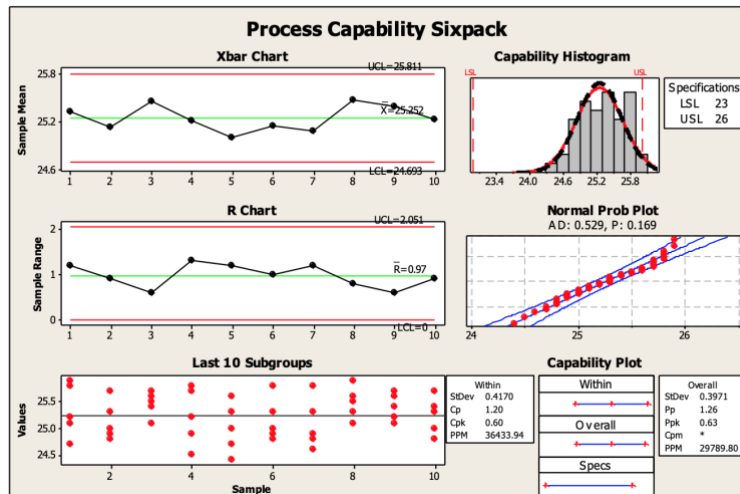 Process Capability Sixpack
Xbar Chart
Sample Mean
25.8
25.2
24.6
UCL=25.811
X=25.252
LCL=24.693
1 2 3 4 5 6 7 8 9 10
Capability Histogram
LSL USL
23.4 24.0 24.6 25.2 25.8
Specifications
LSL 23
USL 26
R Chart
Sample Range
2
1
0
UCL=2.051
R=0.97
LCL=0
1 2 3 4 5 6 7 8 9 10
Normal Prob Plot
AD: 0.529, P: 0.169
24 25 26
Last 10 Subgroups
Values
25.5
25.0
24.5
2 4 6 8 10
Sample
Within
StDev 0.4170
Cp 1.20
Cpk 0.60
PPM 36433.94
Capability Plot
Within
Overall
Specs
Overall
StDev 0.3971
Pp 1.26
Ppk 0.63
Cpm *
PPM 29789.80